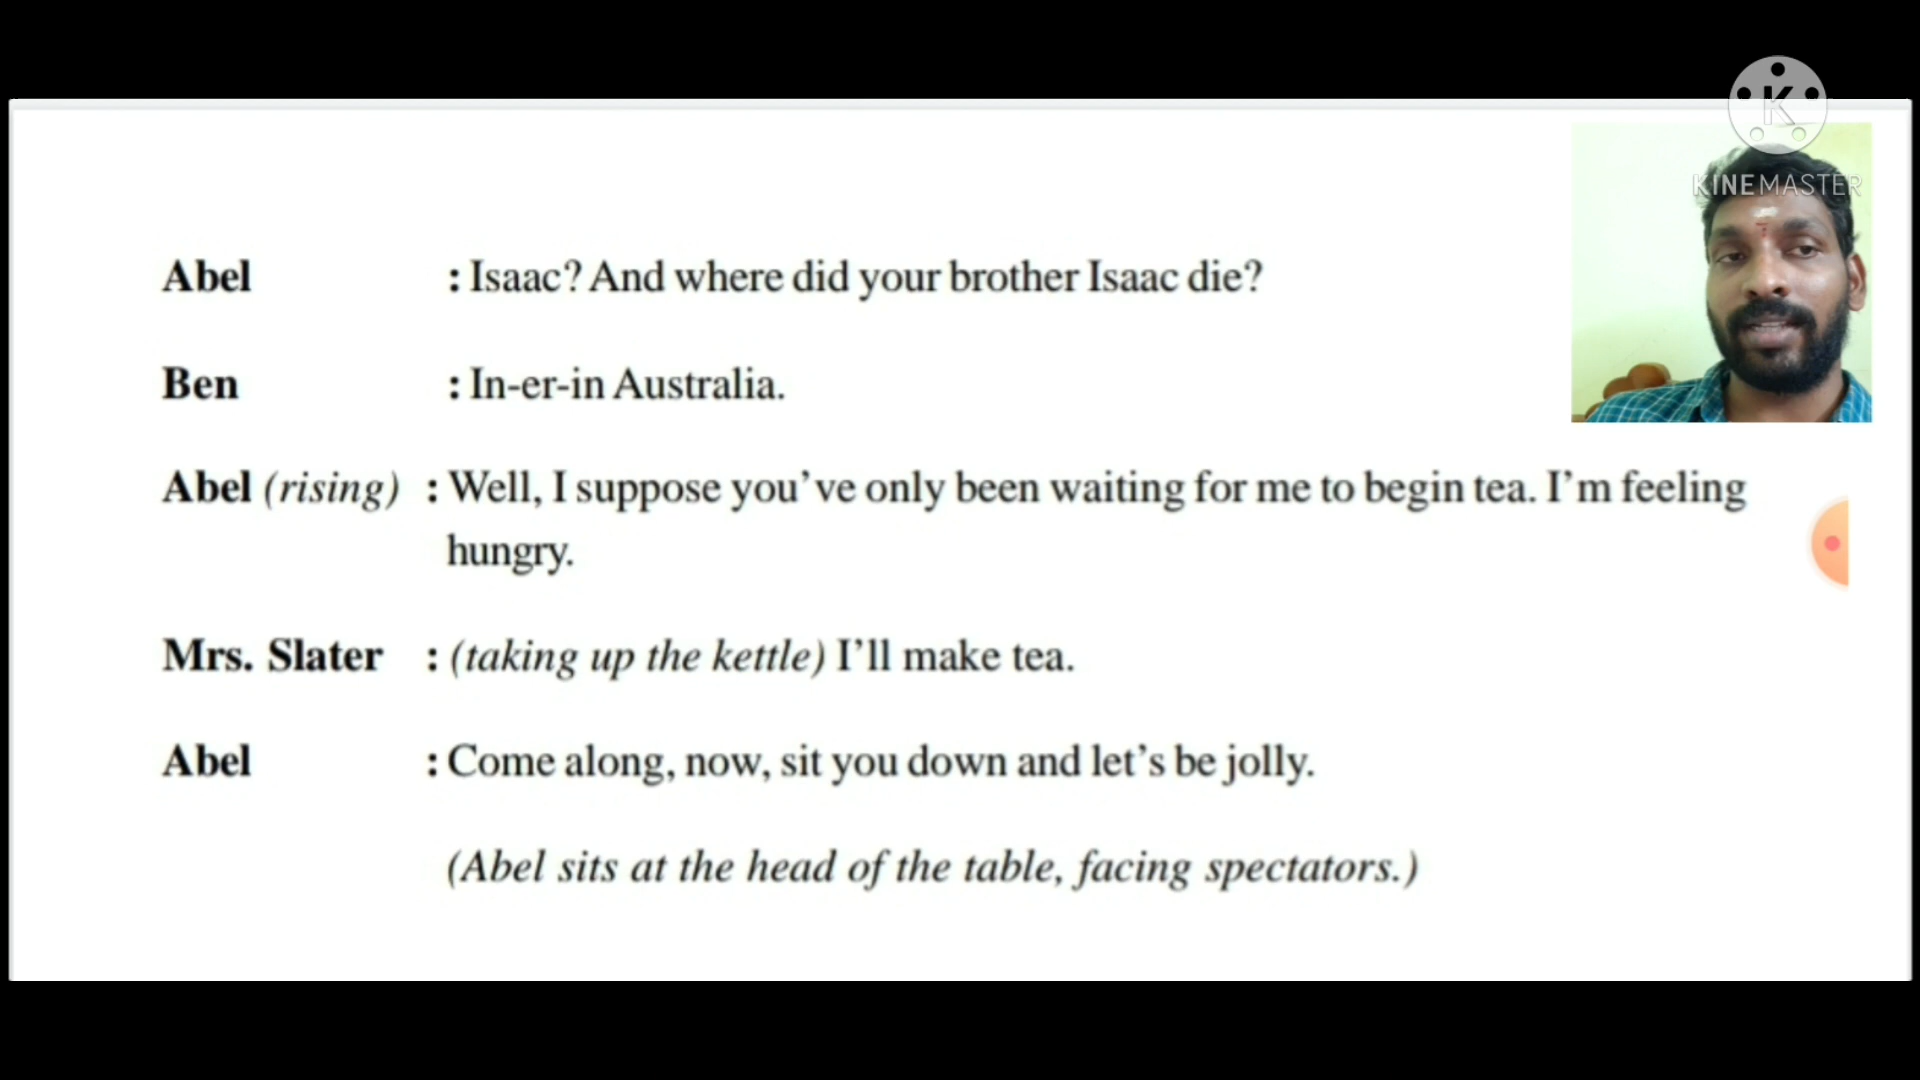 K
KINEMASTER
Abel : Isaac? And where did your brother Isaac die?
Ben : In-er-in Australia.
Abel (rising) : Well, I suppose you’ve only been waiting for me to begin tea. I’m feeling
hungry.
Mrs. Slater : (taking up the kettle) I’ll make tea.
Abel : Come along, now, sit you down and let’s be jolly.
(Abel sits at the head of the table, facing spectators.)